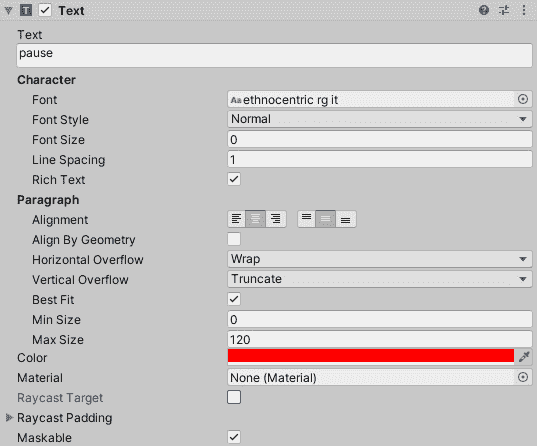 Text
Text
pause
Character
Font Aa ethnocentric rg it
Font Style Normal
Font Size 0
Line Spacing 1
Rich Text
Paragraph
Alignment
Align By Geometry
Horizontal Overflow Wrap
Vertical Overflow Truncate
Best Fit
Min Size 0
Max Size 120
Color
Material None (Material)
Raycast Target
Raycast Padding
Maskable